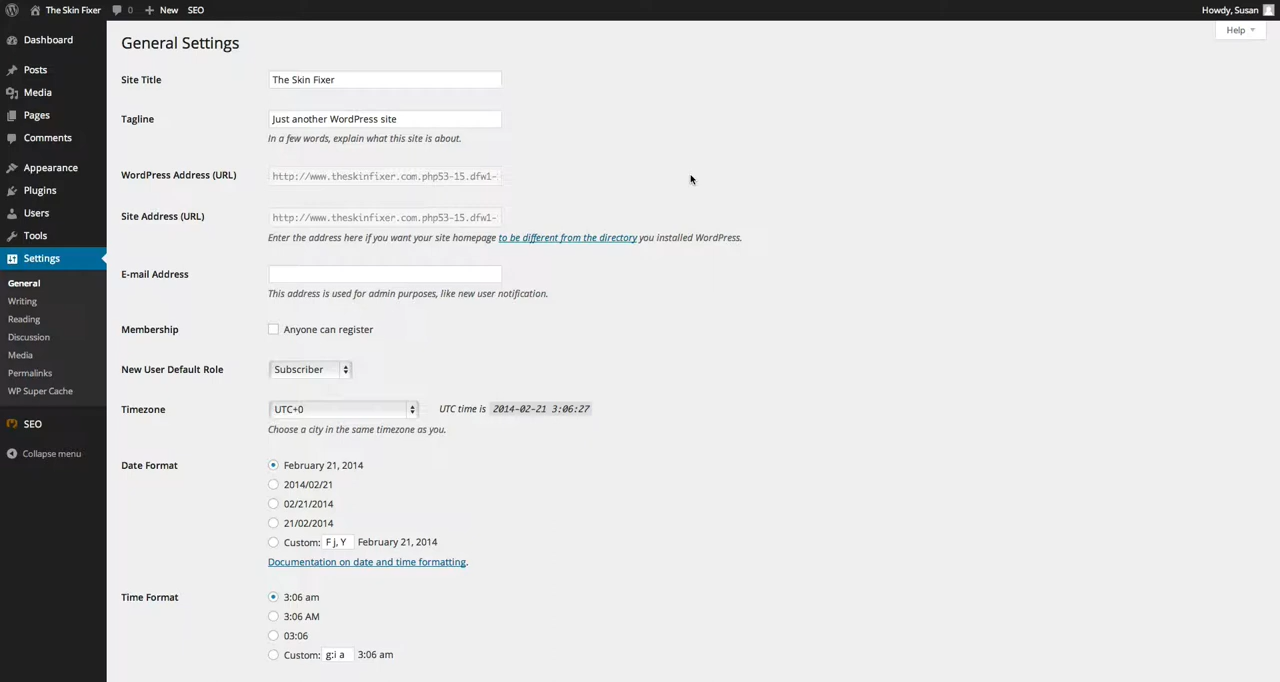 The Skin Fixer 0 New SEO Howdy, Susan
Help
Dashboard
Posts
Media
Pages
Comments
Appearance
Plugins
Users
Tools
Settings
General
Writing
Reading
Discussion
Media
Permalinks
WP Super Cache
SEO
Collapse menu
General Settings
Site Title The Skin Fixer
Tagline Just another WordPress site
In a few words, explain what this site is about.
WordPress Address (URL) http://www.theskinfixer.com.php53-15.dfw1-
Site Address (URL) http://www.theskinfixer.com.php53-15.dfw1-
Enter the address here if you want your site homepage to be different from the directory you installed WordPress.
E-mail Address
This address is used for admin purposes, like new user notification.
Membership Anyone can register
New User Default Role Subscriber
Timezone UTC+0 UTC time is 2014-02-21 3:06:27
Choose a city in the same timezone as you.
Date Format February 21, 2014
2014/02/21
02/21/2014
21/02/2014
Custom: F j, Y February 21, 2014
Documentation on date and time formatting.
Time Format 3:06 am
3:06 AM
03:06
Custom: g:i a 3:06 am